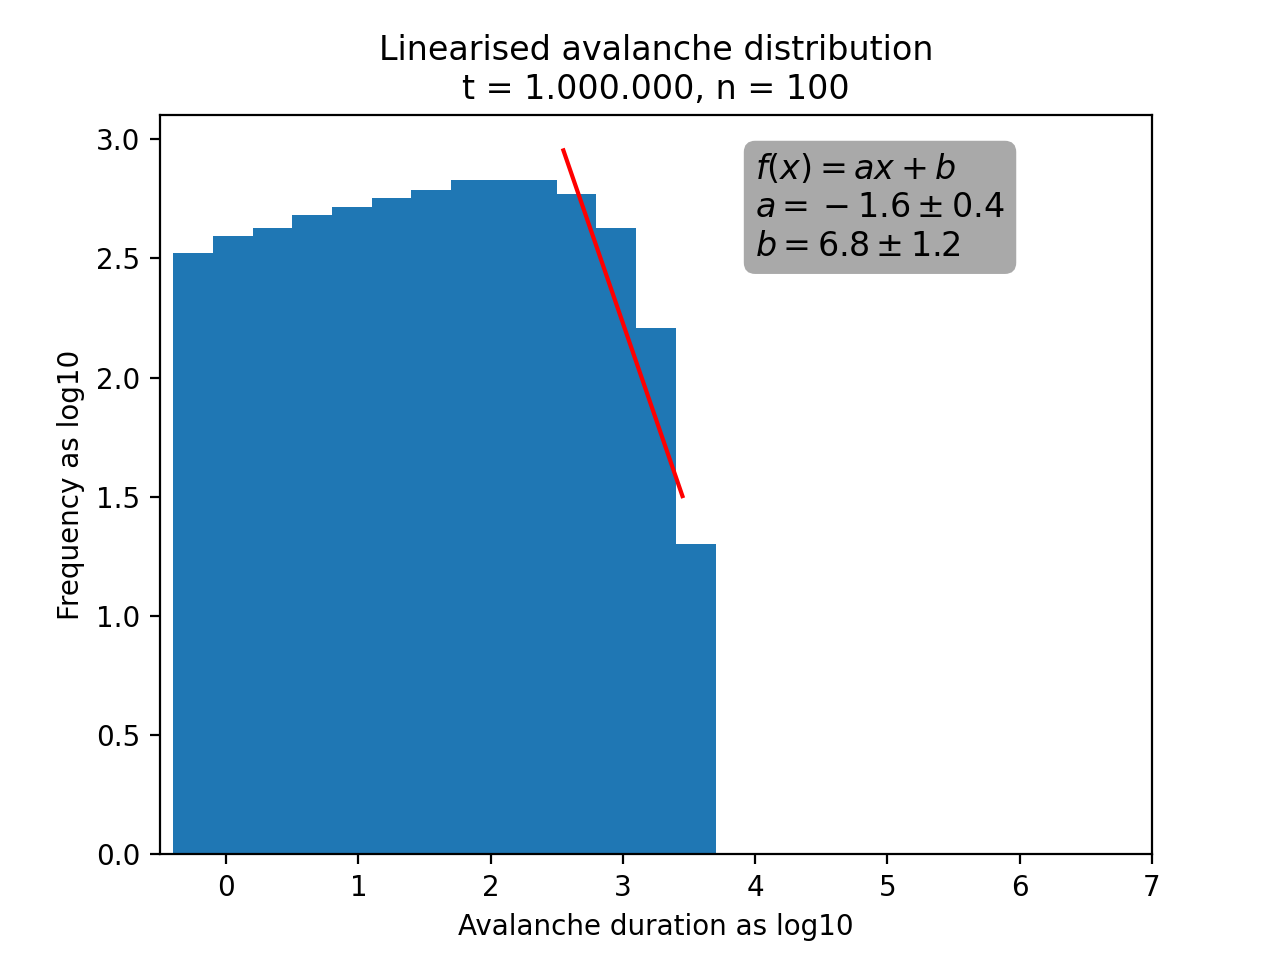 Linearised avalanche distribution
t = 1.000.000, n = 100
f(x) = ax + b
a = − 1.6 ± 0.4
b = 6.8 ± 1.2
Frequency as log10
3.0
2.5
2.0
1.5
1.0
0.5
0.0
0 1 2 3 4 5 6 7
Avalanche duration as log10